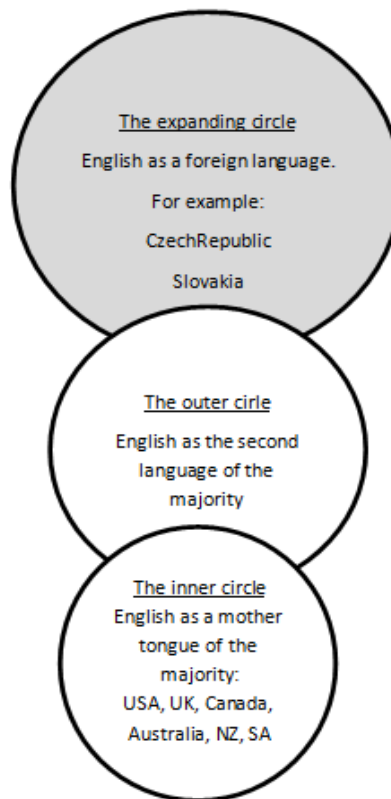 The expanding circle
English as a foreign language.
For example:
CzechRepublic
Slovakia
The outer cirle
English as the second
language of the
majority
The inner circle
English as a mother
tongue of the
majority:
USA, UK, Canada,
Australia, NZ, SA